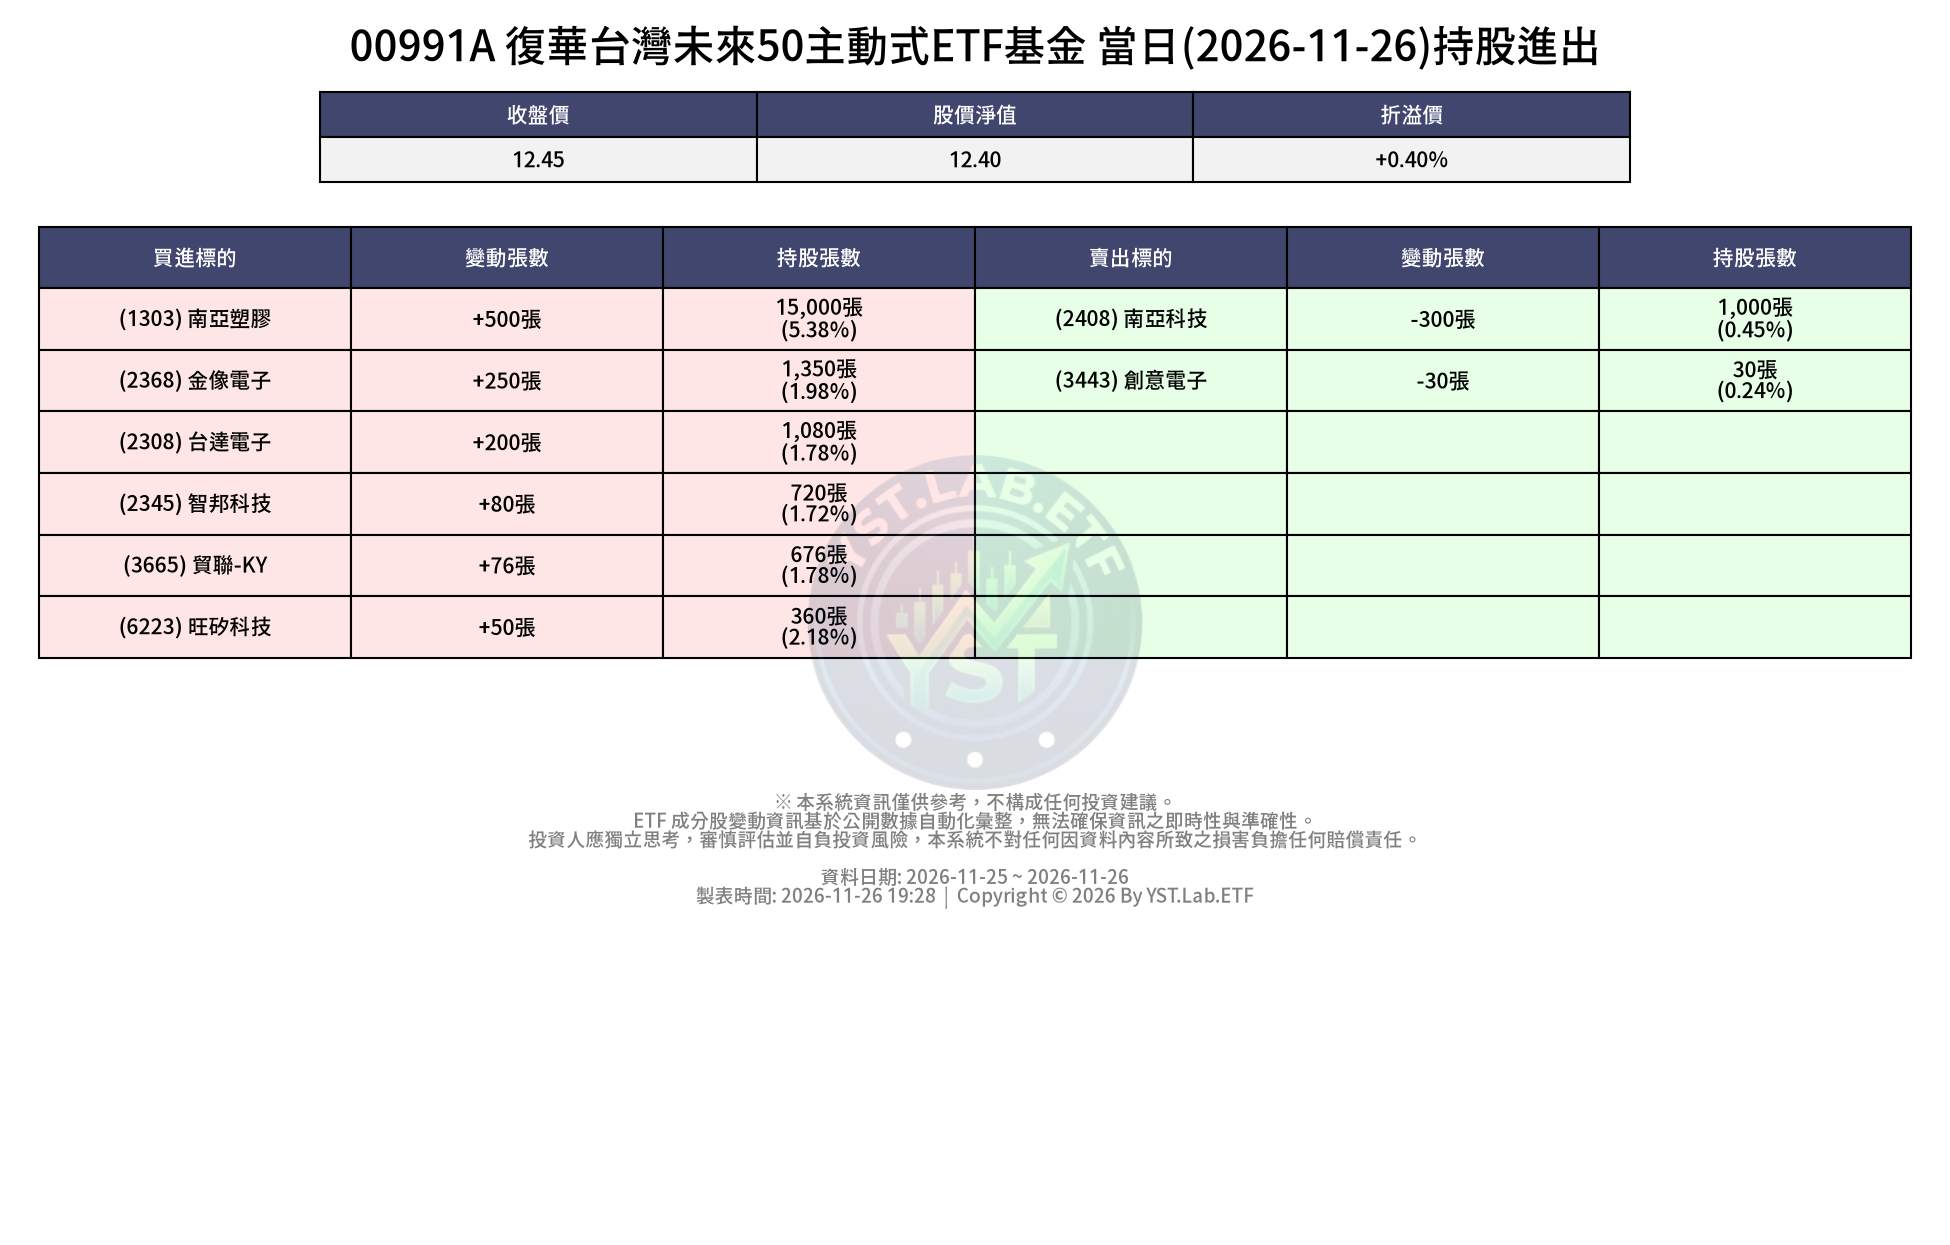 00991A 復華台灣未來50主動式ETF基金 當日(2026-11-26)持股進出
收盤價 股價淨值 折溢價
12.45 12.40 +0.40%
買進標的 變動張數 持股張數 賣出標的 變動張數 持股張數
(1303) 南亞塑膠 +500張 15,000張 (5.38%) (2408) 南亞科技 -300張 1,000張 (0.45%)
(2368) 金像電子 +250張 1,350張 (1.98%) (3443) 創意電子 -30張 30張 (0.24%)
(2308) 台達電子 +200張 1,080張 (1.78%)
(2345) 智邦科技 +80張 720張 (1.72%)
(3665) 貿聯-KY +76張 676張 (1.78%)
(6223) 旺矽科技 +50張 360張 (2.18%)
YST.LAB.ETF
YST
※ 本系統資訊僅供參考，不構成任何投資建議。
ETF 成分股變動資訊基於公開數據自動化彙整，無法確保資訊之即時性與準確性。
投資人應獨立思考，審慎評估並自負投資風險，本系統不對任何因資料內容所致之損害負擔任何賠償責任。
資料日期: 2026-11-25 ~ 2026-11-26
製表時間: 2026-11-26 19:28 | Copyright © 2026 By YST.Lab.ETF